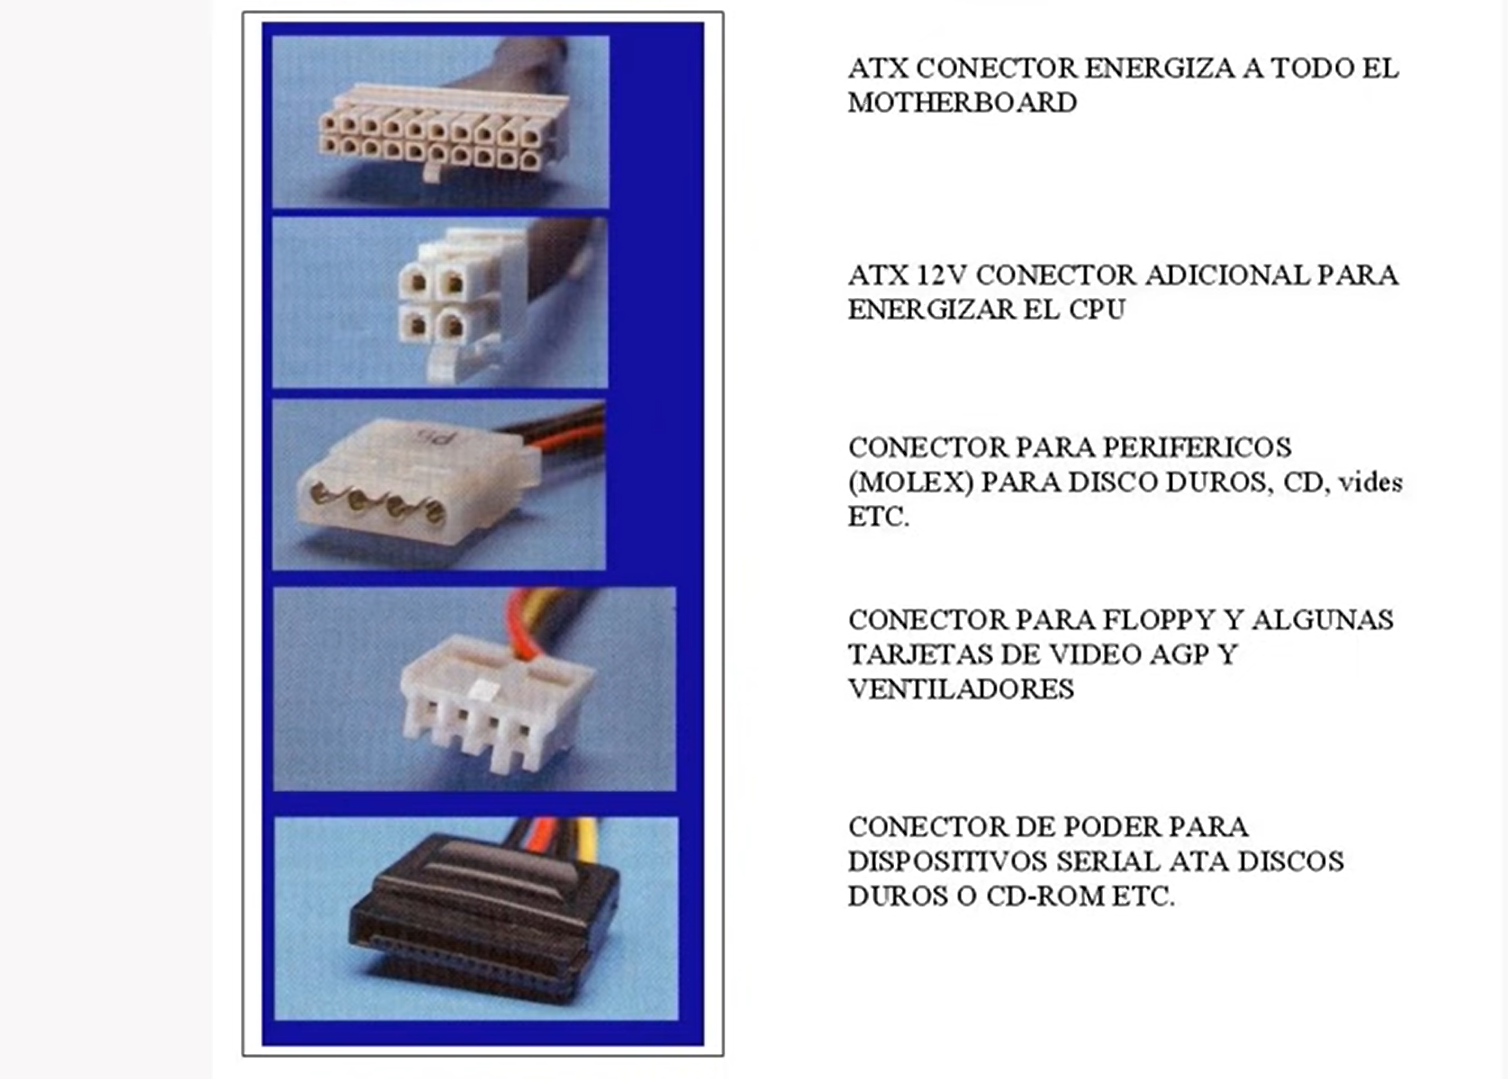 ATX CONECTOR ENERGIZA A TODO EL
MOTHERBOARD
ATX 12V CONECTOR ADICIONAL PARA
ENERGIZAR EL CPU
CONECTOR PARA PERIFERICOS
(MOLEX) PARA DISCO DUROS, CD, vides
ETC.
CONECTOR PARA FLOPPY Y ALGUNAS
TARJETAS DE VIDEO AGP Y
VENTILADORES
CONECTOR DE PODER PARA
DISPOSITIVOS SERIAL ATA DISCOS
DUROS O CD-ROM ETC.